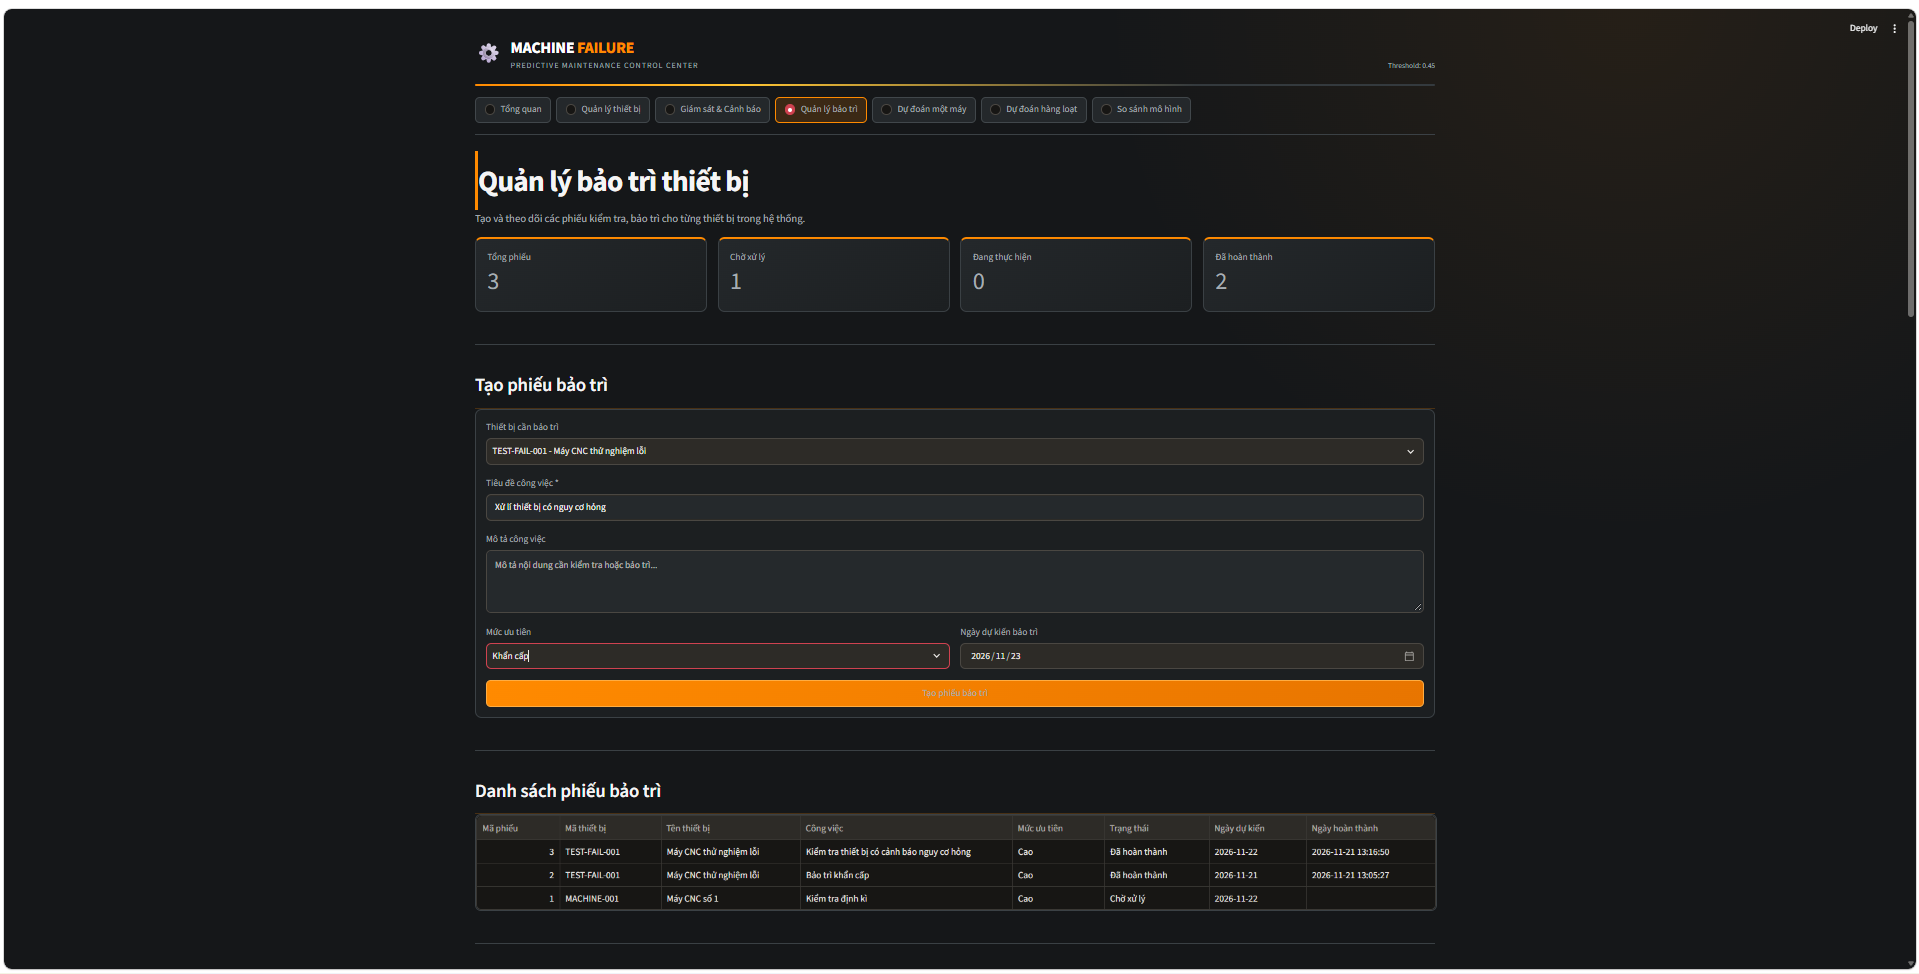 Deploy
MACHINE FAILURE
PREDICTIVE MAINTENANCE CONTROL CENTER
Threshold: 0.45
Tổng quan Quản lý thiết bị Giám sát & Cảnh báo Quản lý bảo trì Dự đoán một máy Dự đoán hàng loạt So sánh mô hình
Quản lý bảo trì thiết bị
Tạo và theo dõi các phiếu kiểm tra, bảo trì cho từng thiết bị trong hệ thống.
Tổng phiếu Chờ xử lý Đang thực hiện Đã hoàn thành
3 1 0 2
Tạo phiếu bảo trì
Thiết bị cần bảo trì
TEST-FAIL-001 - Máy CNC thử nghiệm lỗi
Tiêu đề công việc *
Xử lí thiết bị có nguy cơ hỏng
Mô tả công việc
Mô tả nội dung cần kiểm tra hoặc bảo trì...
Mức ưu tiên Ngày dự kiến bảo trì
Khẩn cấp 2026/11/23
Tạo phiếu bảo trì
Danh sách phiếu bảo trì
Mã phiếu Mã thiết bị Tên thiết bị Công việc Mức ưu tiên Trạng thái Ngày dự kiến Ngày hoàn thành
3 TEST-FAIL-001 Máy CNC thử nghiệm lỗi Kiểm tra thiết bị có cảnh báo nguy cơ hỏng Cao Đã hoàn thành 2026-11-22 2026-11-21 13:16:50
2 TEST-FAIL-001 Máy CNC thử nghiệm lỗi Bảo trì khẩn cấp Cao Đã hoàn thành 2026-11-21 2026-11-21 13:05:27
1 MACHINE-001 Máy CNC số 1 Kiểm tra định kì Cao Chờ xử lý 2026-11-22